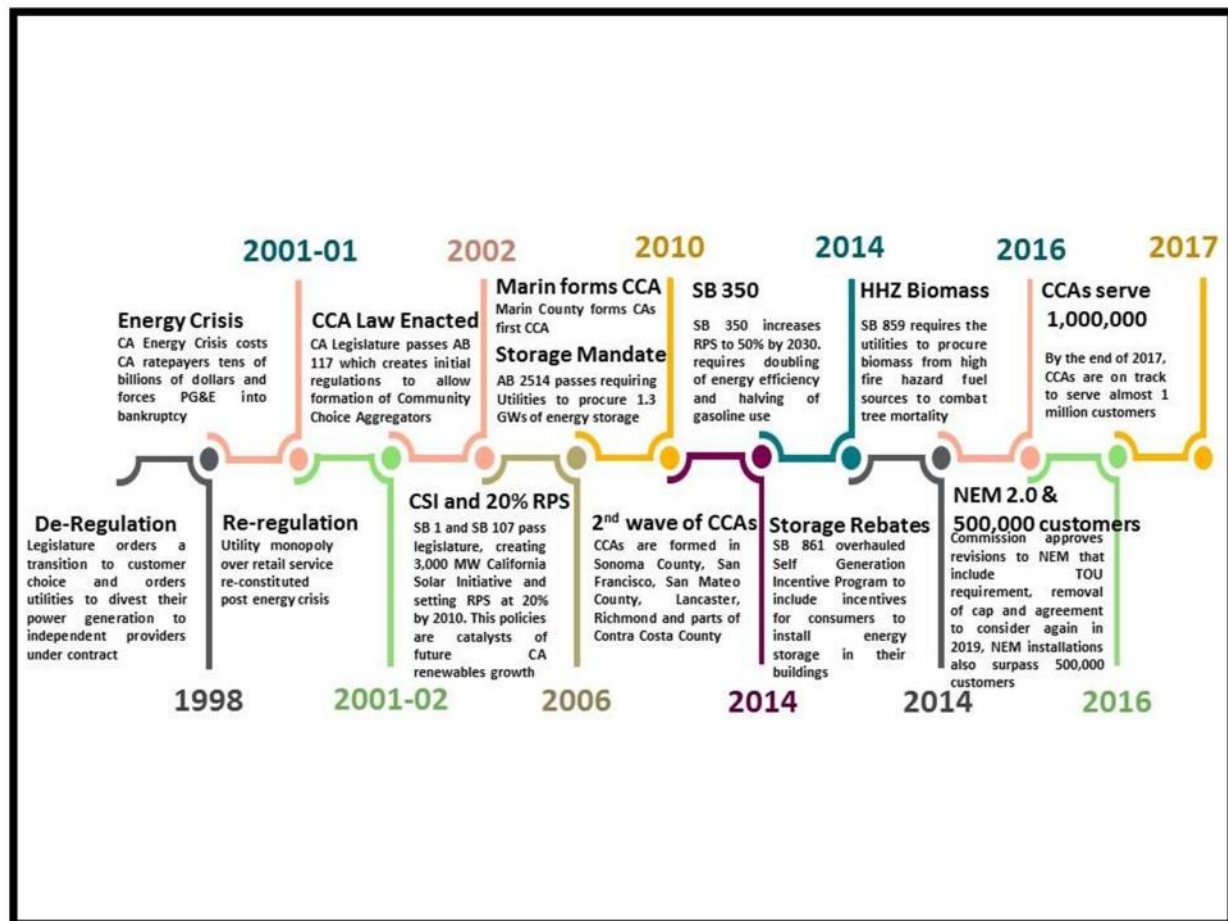 2001-01
2002
2010
2014
2016
2017
Energy Crisis
CA Energy Crisis costs
CA ratepayers tens of
billions of dollars and
forces PG&E into
bankruptcy
CCA Law Enacted
CA Legislature passes AB
117 which creates initial
regulations to allow
formation of Community
Choice Aggregators
Marin forms CCA
Marin County forms CAs
first CCA
Storage Mandate
AB 2514 passes requiring
Utilities to procure 1.3
GWs of energy storage
SB 350
SB 350 increases
RPS to 50% by 2030.
requires doubling
of energy efficiency
and halving of
gasoline use
HHZ Biomass
SB 859 requires the
utilities to procure
biomass from high
fire hazard fuel
sources to combat
tree mortality
CCAs serve
1,000,000
By the end of 2017,
CCAs are on track
to serve almost 1
million customers
De-Regulation
Legislature orders a
transition to customer
choice and orders
utilities to divest their
power generation to
independent providers
under contract
Re-regulation
Utility monopoly
over retail service
re-constituted
post energy crisis
CSI and 20% RPS
SB 1 and SB 107 pass
legislature, creating
3,000 MW California
Solar Initiative and
setting RPS at 20%
by 2010. This policies
are catalysts of
future CA
renewables growth
2nd wave of CCAs
CCAs are formed in
Sonoma County, San
Francisco, San Mateo
County, Lancaster,
Richmond and parts of
Contra Costa County
Storage Rebates
SB 861 overhauled
Self Generation
Incentive Program to
include incentives
for consumers to
install energy
storage in their
buildings
NEM 2.0 &
500,000 customers
Commission approves
revisions to NEM that
include TOU
requirement, removal
of cap and agreement
to consider again in
2019, NEM installations
also surpass 500,000
customers
1998
2001-02
2006
2014
2014
2016